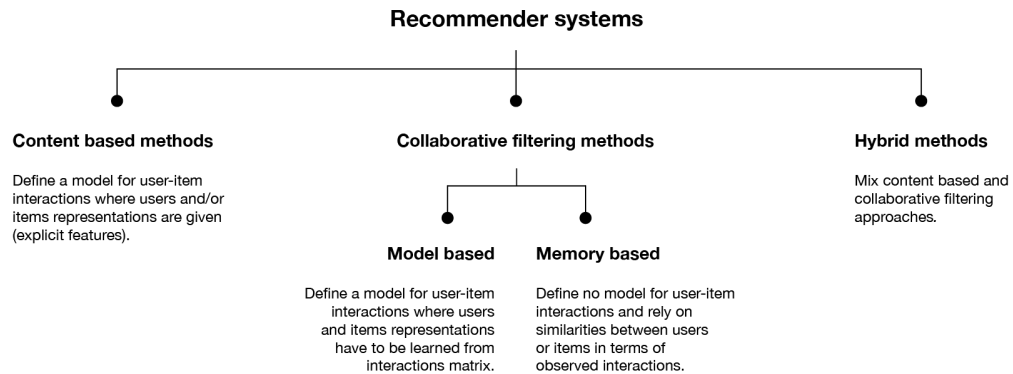 Recommender systems
Content based methods
Define a model for user-item
interactions where users and/or
items representations are given
(explicit features).
Collaborative filtering methods
Model based
Define a model for user-item
interactions where users
and items representations
have to be learned from
interactions matrix.
Memory based
Define no model for user-item
interactions and rely on
similarities between users
or items in terms of
observed interactions.
Hybrid methods
Mix content based and
collaborative filtering
approaches.